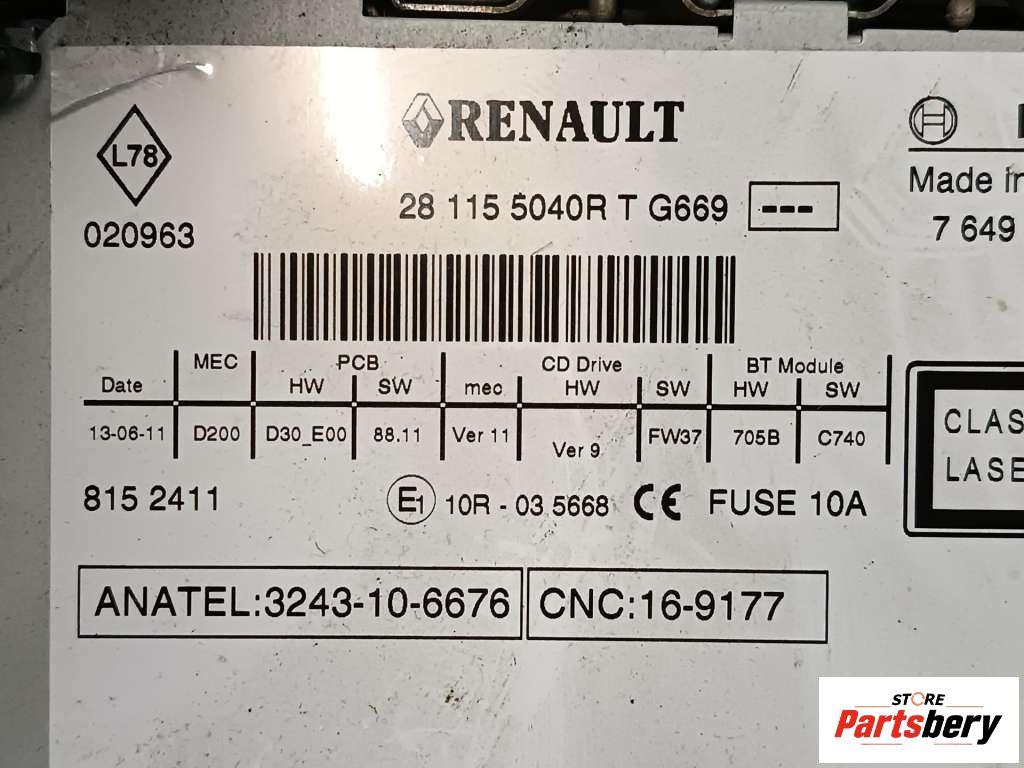 L78
RENAULT
Made in
28 115 5040R T G669 ---
7 649
020963
MEC PCB CD Drive BT Module
Date HW SW mec HW SW HW SW
13-06-11 D200 D30_E00 88.11 Ver 11 Ver 9 FW37 705B C740
CLAS
LASE
815 2411
E1 10R - 03 5668 CE FUSE 10A
ANATEL:3243-10-6676 CNC:16-9177
STORE
Partsbery